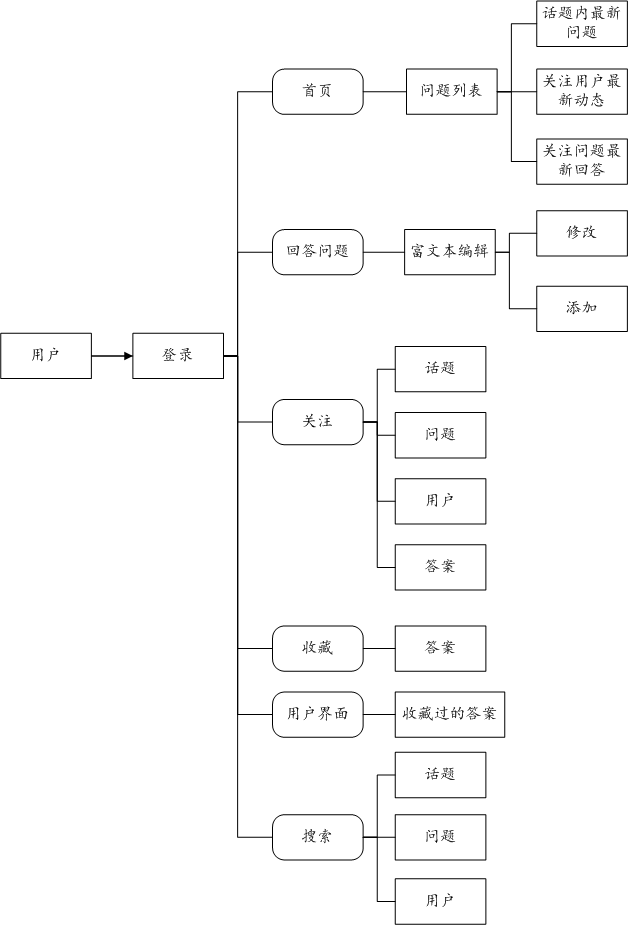 话题内最新
问题
首页
问题列表
关注用户最
新动态
关注问题最
新回答
修改
回答问题
富文本编辑
添加
用户
登录
话题
关注
问题
用户
答案
收藏
答案
用户界面
收藏过的答案
话题
搜索
问题
用户